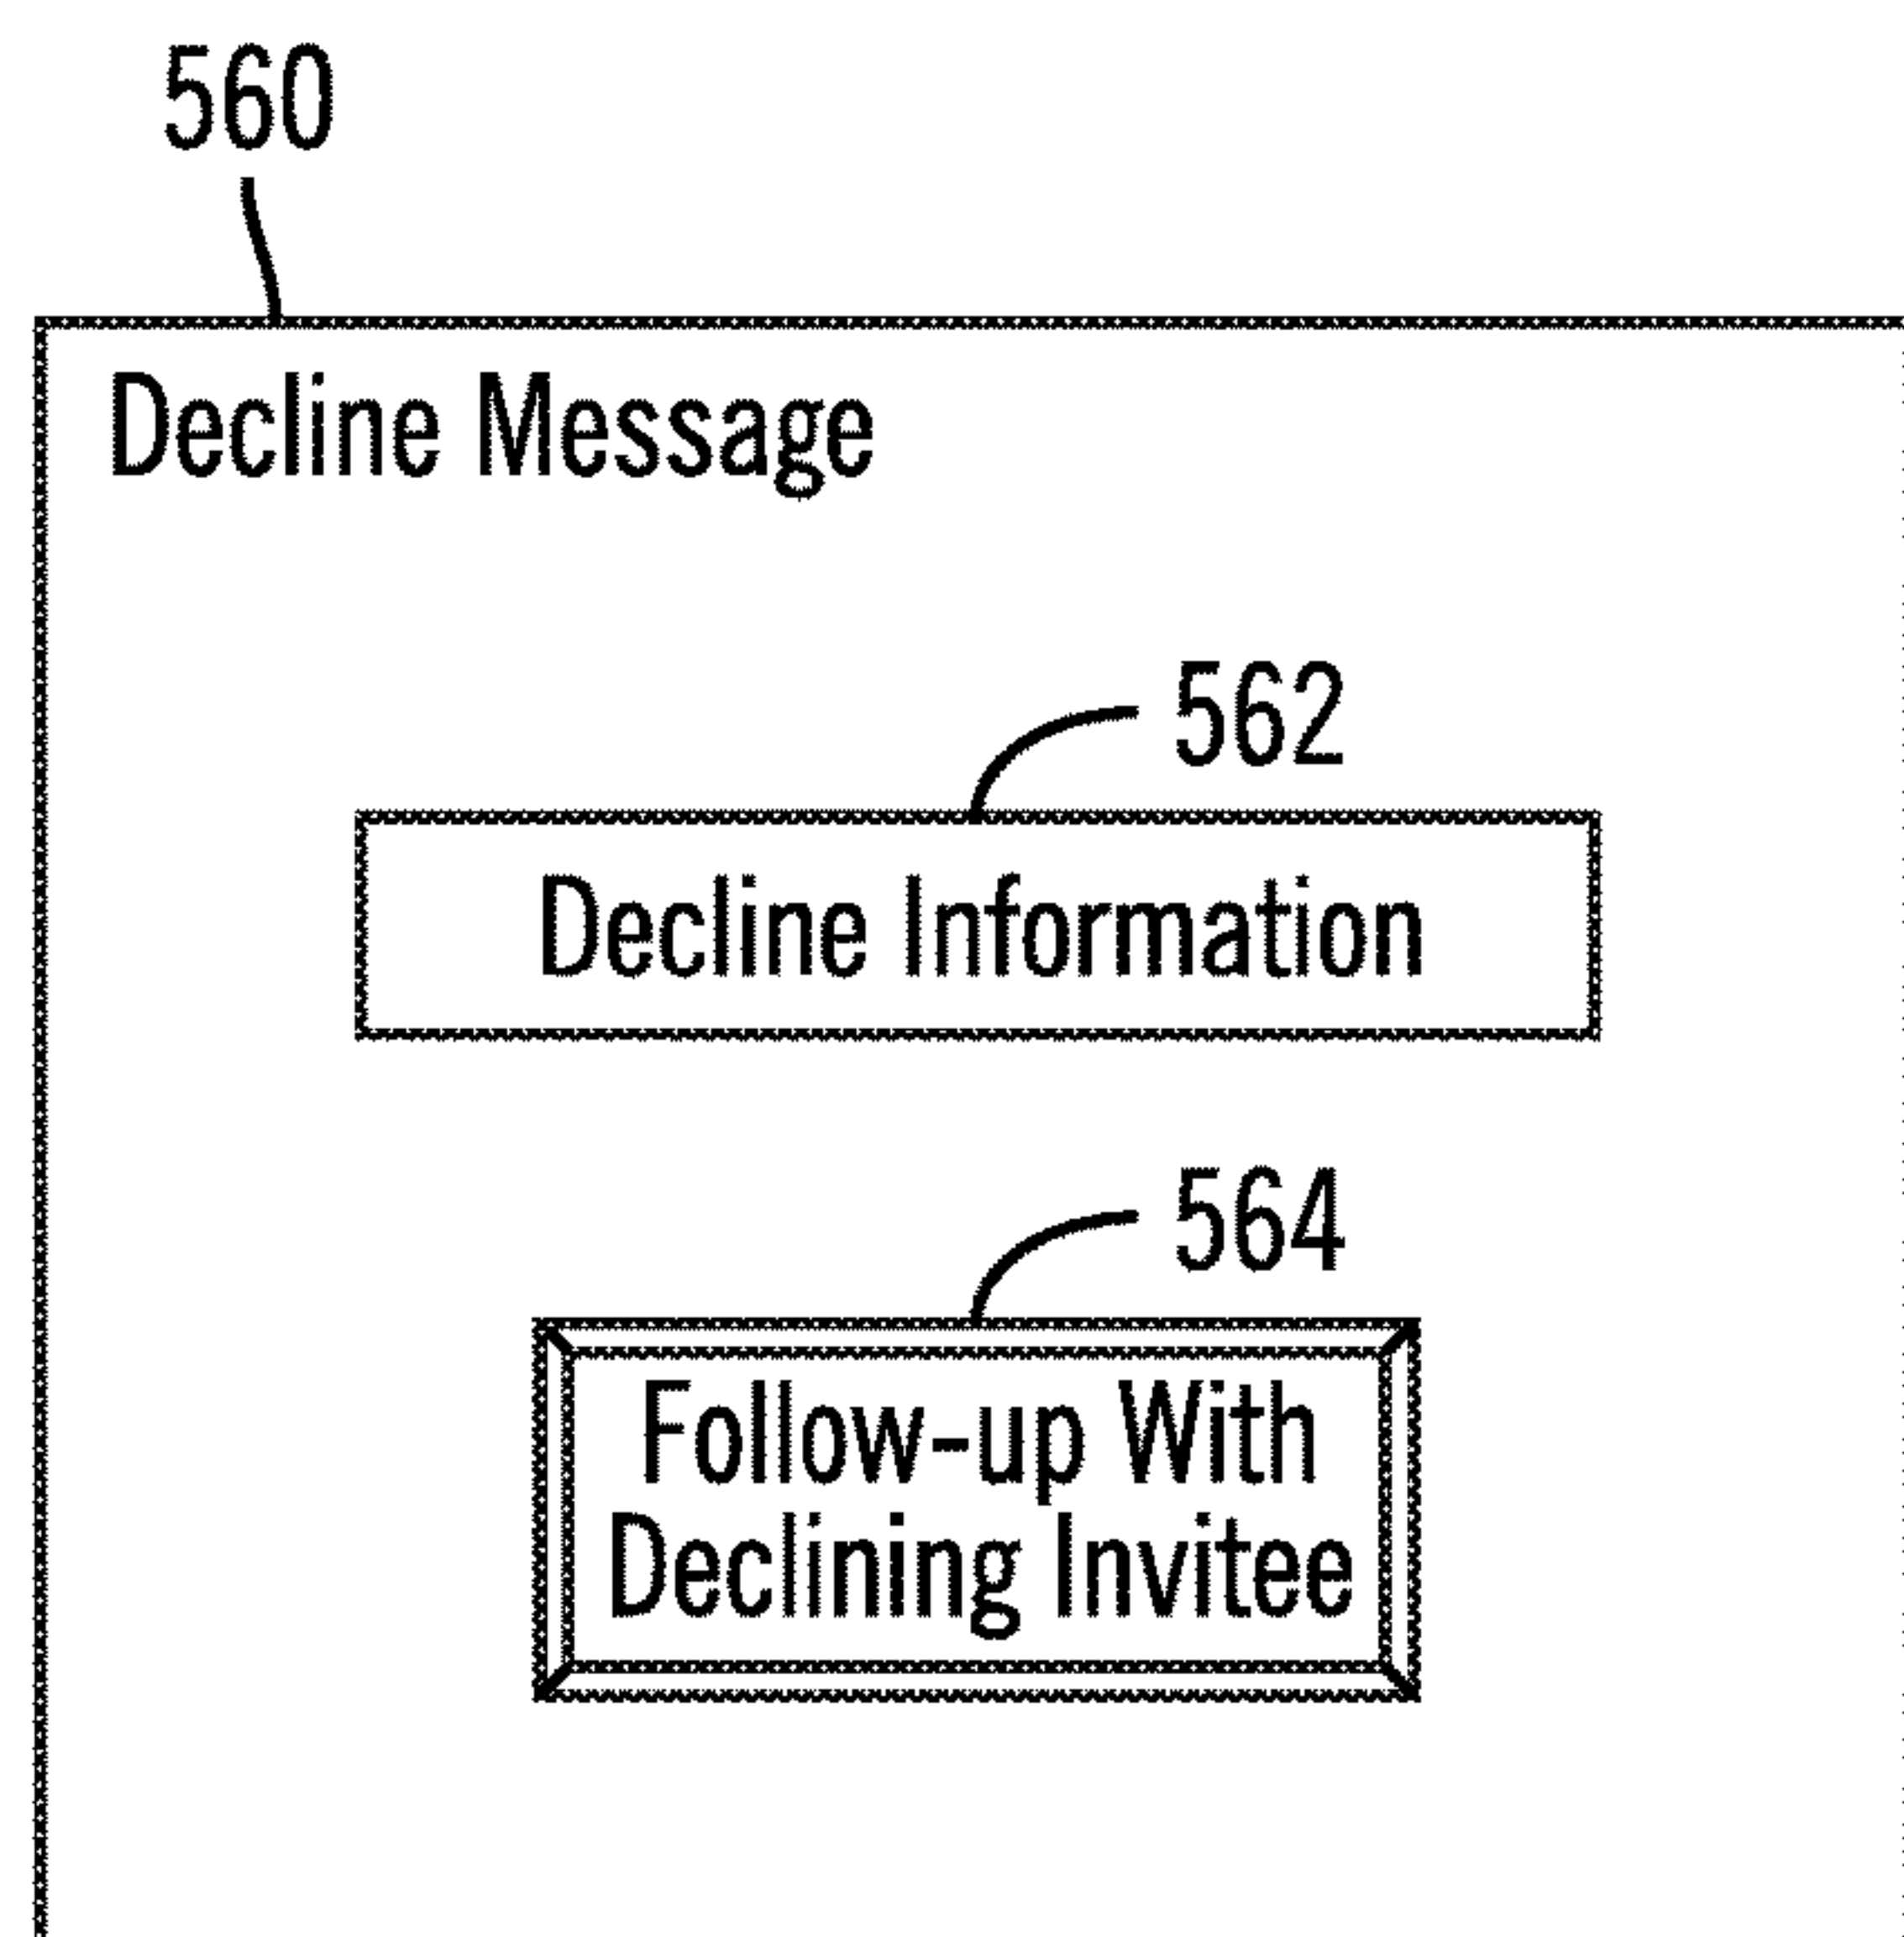 560
Decline Message
562
Decline Information
564
Follow-up With
Declining Invitee